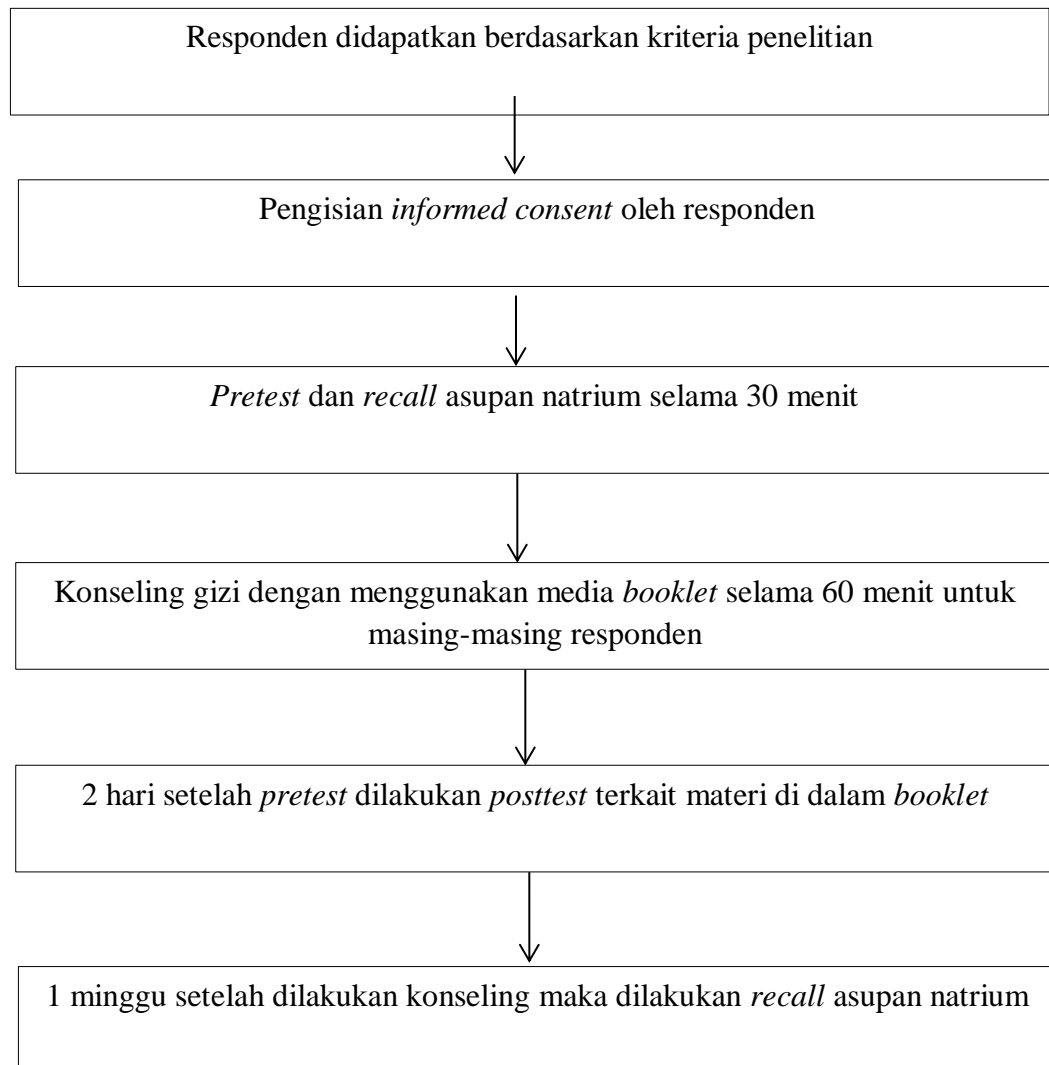 Responden didapatkan berdasarkan kriteria penelitian
Pengisian informed consent oleh responden
Pretest dan recall asupan natrium selama 30 menit
Konseling gizi dengan menggunakan media booklet selama 60 menit untuk
masing-masing responden
2 hari setelah pretest dilakukan posttest terkait materi di dalam booklet
1 minggu setelah dilakukan konseling maka dilakukan recall asupan natrium